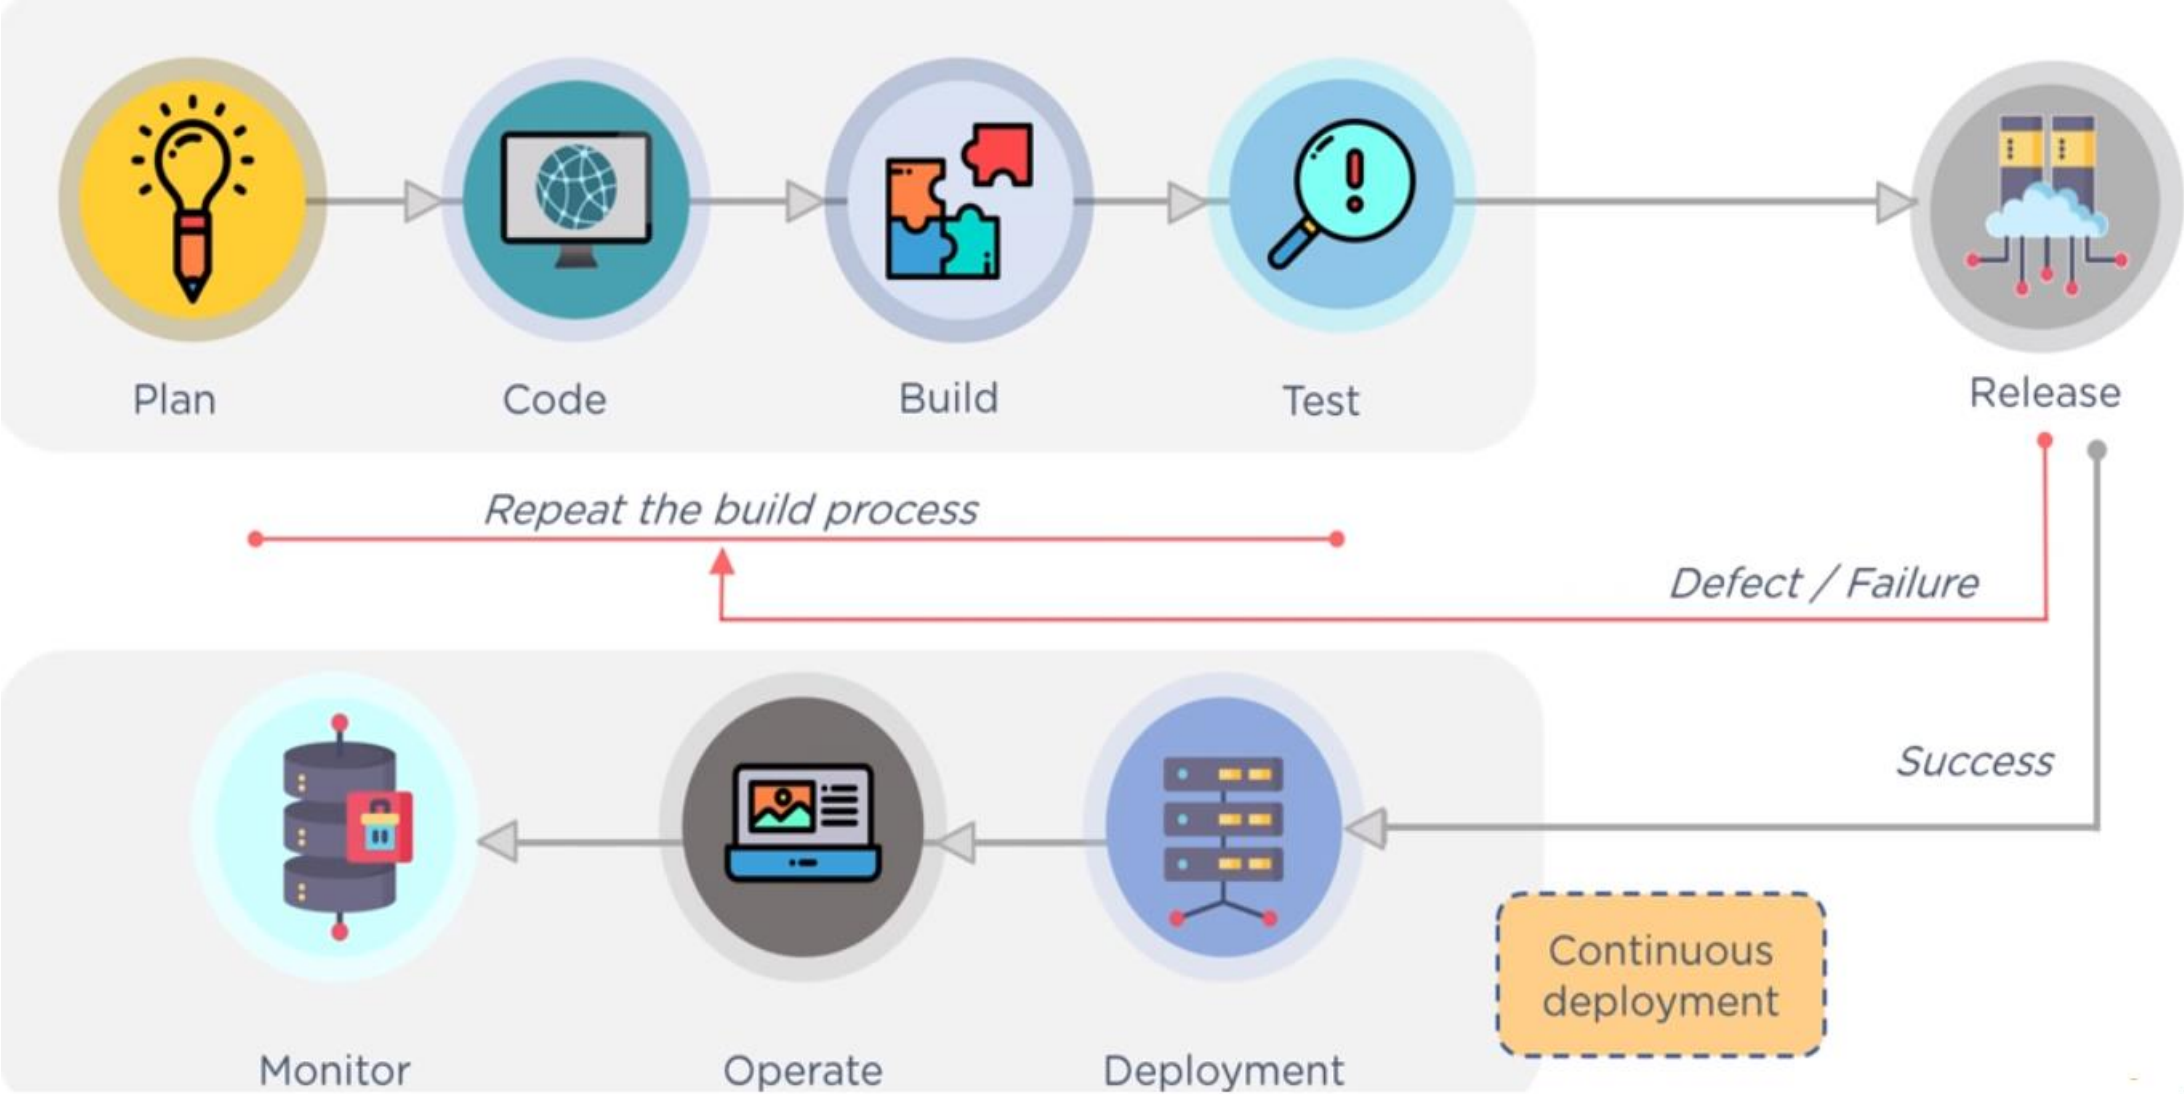 Plan
Code
Build
Test
Release
Repeat the build process
Defect / Failure
Success
Continuous
deployment
Monitor
Operate
Deployment